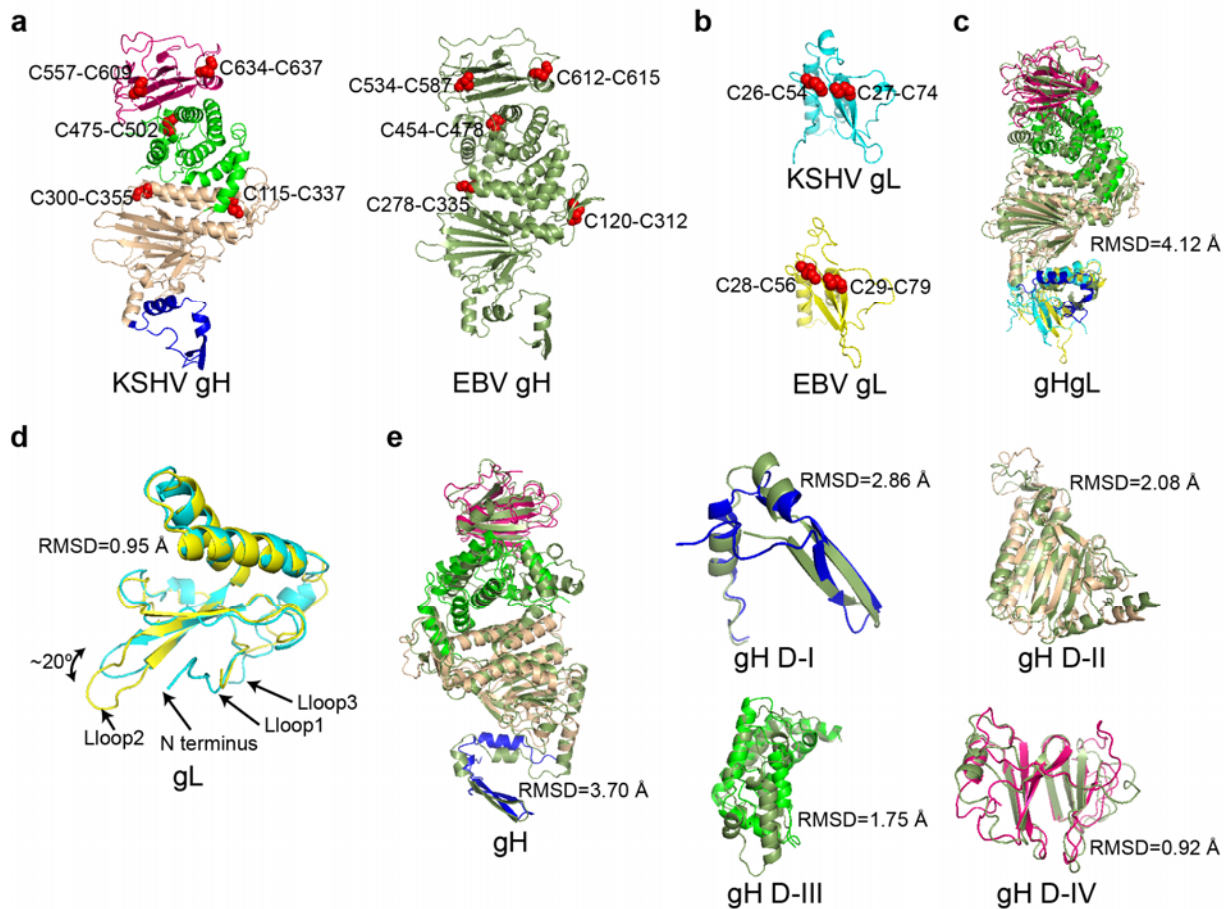 a
C557-C609
C634-C637
C475-C502
C300-C355
C115-C337
KSHV gH
C534-C587
C612-C615
C454-C478
C278-C335
C120-C312
EBV gH
b
C26-C54
C27-C74
KSHV gL
C28-C56
C29-C79
EBV gL
c
RMSD=4.12 Å
gHgL
d
RMSD=0.95 Å
~20º
Lloop3
Lloop1
Lloop2
N terminus
gL
e
RMSD=3.70 Å
gH
RMSD=2.86 Å
gH D-I
RMSD=2.08 Å
gH D-II
RMSD=1.75 Å
gH D-III
RMSD=0.92 Å
gH D-IV